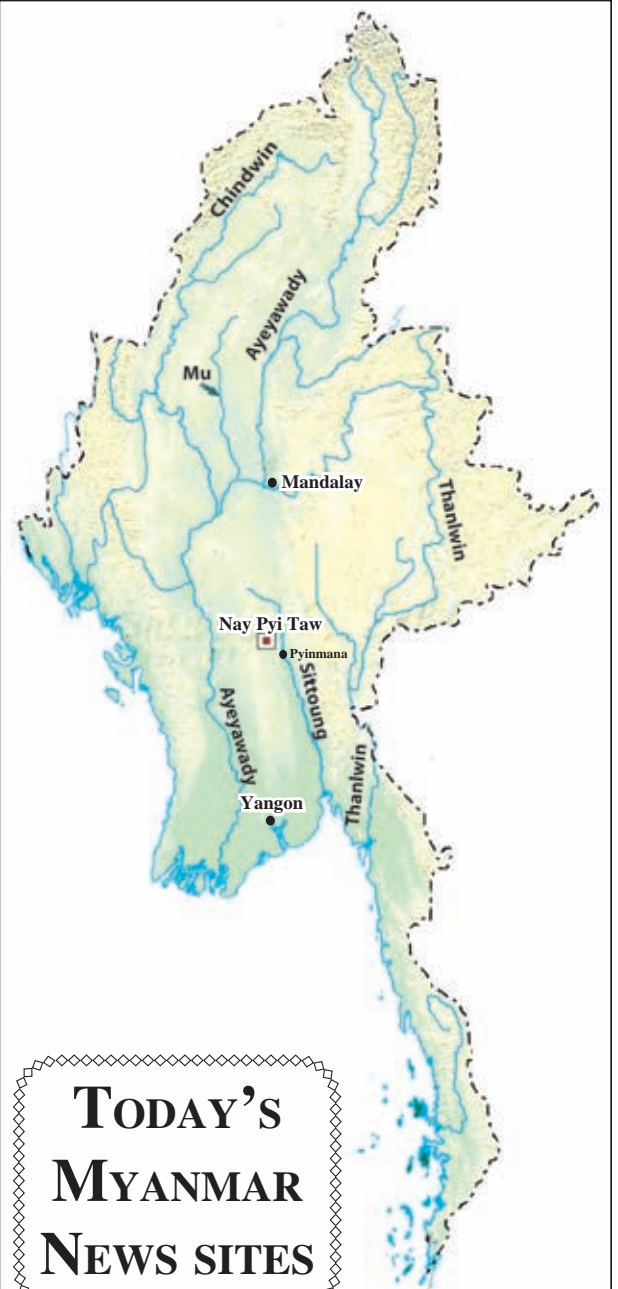 Chindwin
Ayeyawady
Mu
Mandalay
Thanlwin
Nay Pyi Taw
Pyinmana
Sittoung
Ayeyawady
Thanlwin
Yangon
TODAY'S
MYANMAR
NEWS SITES